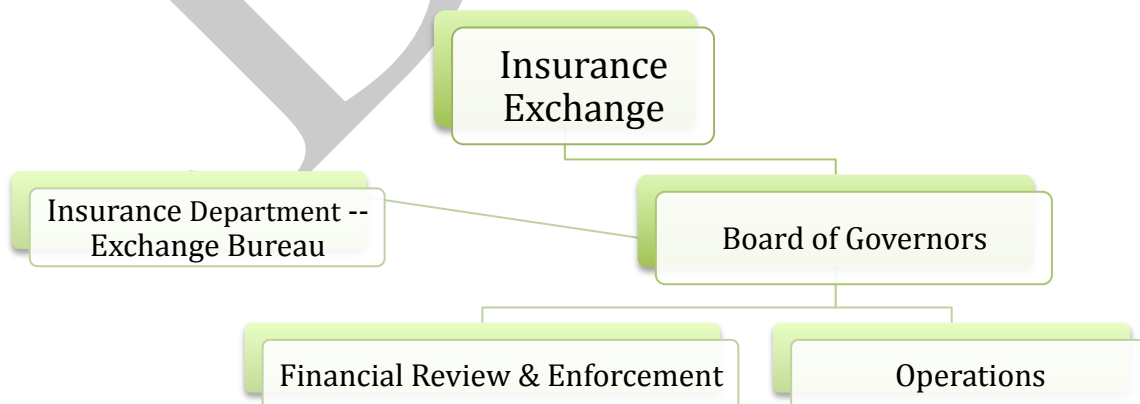 Insurance
Exchange
Insurance Department --
Exchange Bureau
Board of Governors
Financial Review & Enforcement
Operations